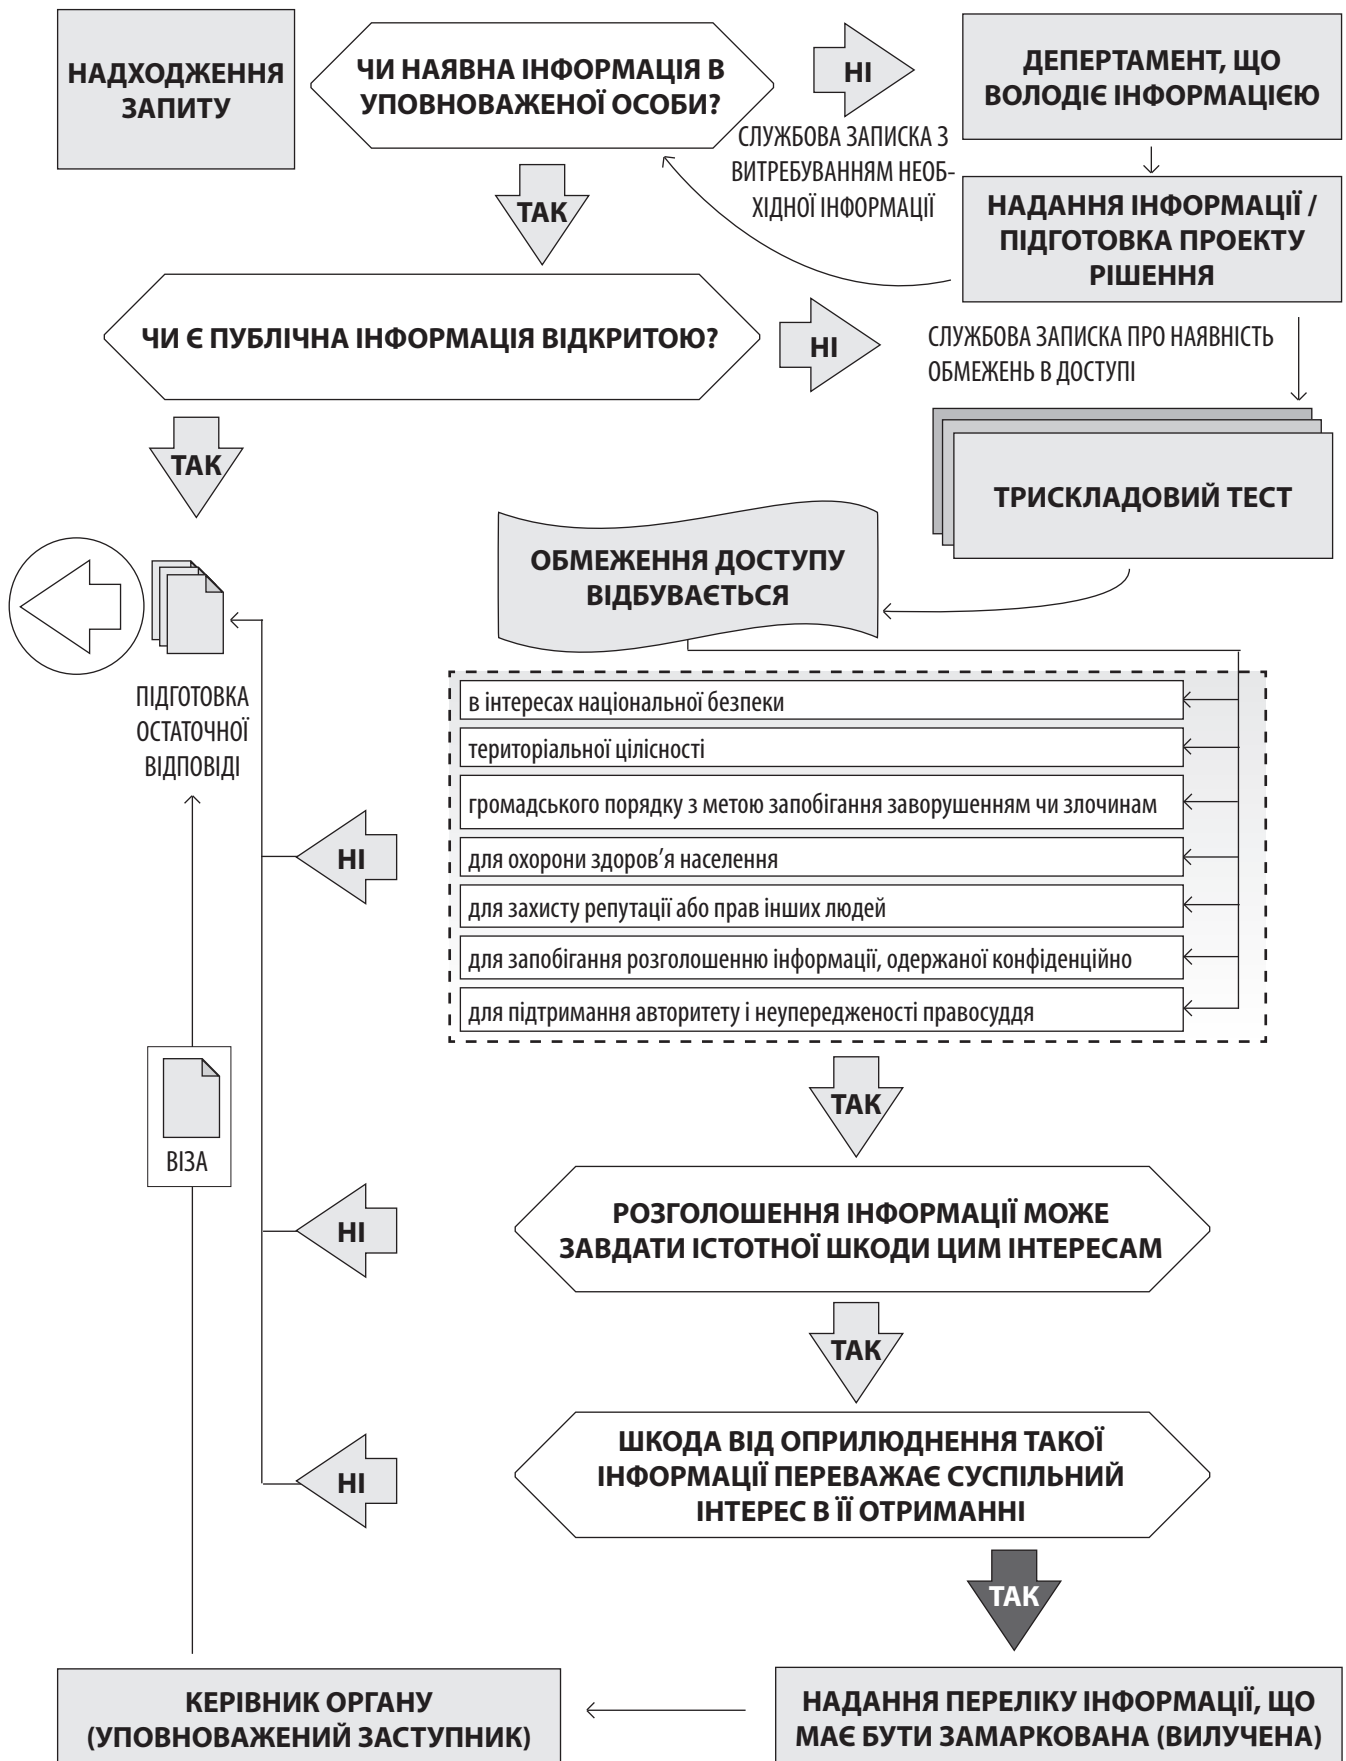 НАДХОДЖЕННЯ
ЗАПИТУ
ЧИ НАЯВНА ІНФОРМАЦІЯ В
УПОВНОВАЖЕНОЇ ОСОБИ?
НІ
ДЕПАРТАМЕНТ, ЩО
ВОЛОДІЄ ІНФОРМАЦІЄЮ
СЛУЖБОВА ЗАПИСКА З
ВИТРЕБУВАННЯМ НЕОБ-
ХІДНОЇ ІНФОРМАЦІЇ
ТАК
НАДАННЯ ІНФОРМАЦІЇ /
ПІДГОТОВКА ПРОЕКТУ
РІШЕННЯ
ЧИ Є ПУБЛІЧНА ІНФОРМАЦІЯ ВІДКРИТОЮ?
НІ
СЛУЖБОВА ЗАПИСКА ПРО НАЯВНІСТЬ
ОБМЕЖЕНЬ В ДОСТУПІ
ТАК
ТРИСКЛАДОВИЙ ТЕСТ
ОБМЕЖЕННЯ ДОСТУПУ
ВІДБУВАЄТЬСЯ
ПІДГОТОВКА
ОСТАТОЧНОЇ
ВІДПОВІДІ
в інтересах національної безпеки
територіальної цілісності
громадського порядку з метою запобігання заворушенням чи злочинам
для охорони здоров’я населення
для захисту репутації або прав інших людей
для запобігання розголошенню інформації, одержаної конфіденційно
для підтримання авторитету і неупередженості правосуддя
НІ
ТАК
ВІЗА
РОЗГОЛОШЕННЯ ІНФОРМАЦІЇ МОЖЕ
ЗАВДАТИ ІСТОТНОЇ ШКОДИ ЦИМ ІНТЕРЕСАМ
НІ
ТАК
ШКОДА ВІД ОПРИЛЮДНЕННЯ ТАКОЇ
ІНФОРМАЦІЇ ПЕРЕВАЖАЄ СУСПІЛЬНИЙ
ІНТЕРЕС В ЇЇ ОТРИМАННІ
НІ
ТАК
КЕРІВНИК ОРГАНУ
(УПОВНОВАЖЕНИЙ ЗАСТУПНИК)
НАДАННЯ ПЕРЕЛІКУ ІНФОРМАЦІЇ, ЩО
МАЄ БУТИ ЗАМАРКОВАНА (ВИЛУЧЕНА)